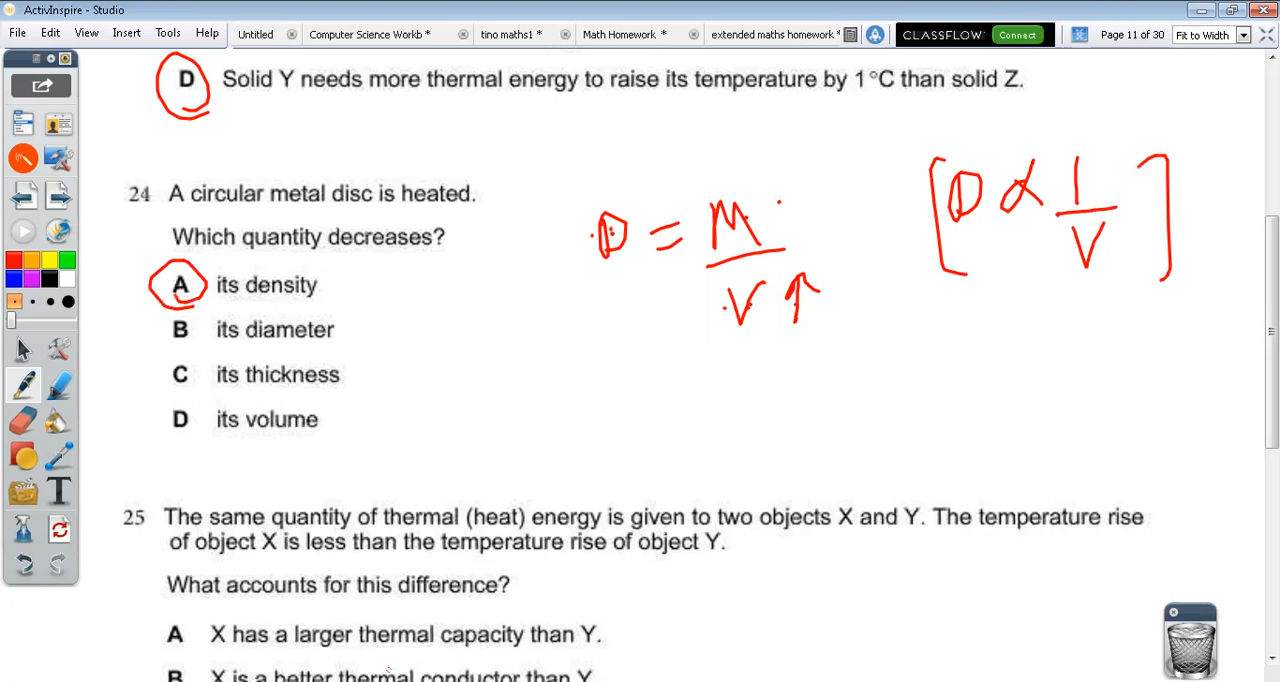 ActivInspire - Studio
File Edit View Insert Tools Help Untitled Computer Science Workb * tino maths1 * Math Homework * extended maths homework * CLASSFLOW Connect Page 11 of 30 Fit to Width
D Solid Y needs more thermal energy to raise its temperature by 1 °C than solid Z.
24 A circular metal disc is heated.
Which quantity decreases?
A its density
B its diameter
C its thickness
D its volume
D = M / V ↑
[D ∝ 1 / V]
25 The same quantity of thermal (heat) energy is given to two objects X and Y. The temperature rise
of object X is less than the temperature rise of object Y.
What accounts for this difference?
A X has a larger thermal capacity than Y.
B X is a better thermal conductor than Y.
T